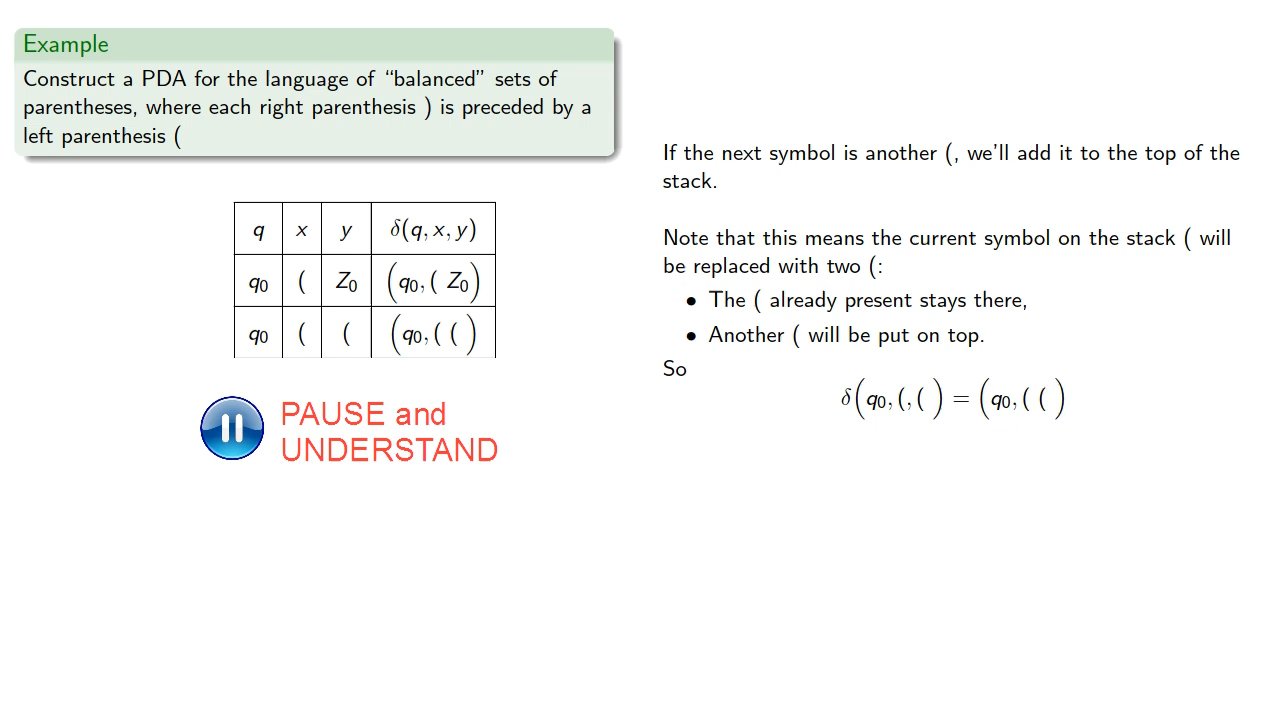 Example
Construct a PDA for the language of “balanced” sets of
parentheses, where each right parenthesis ) is preceded by a
left parenthesis (
q x y δ(q, x, y)
q0 ( Z0 (q0, ( Z0)
q0 ( ( (q0, ( ( )
PAUSE and
UNDERSTAND
If the next symbol is another (, we’ll add it to the top of the
stack.
Note that this means the current symbol on the stack ( will
be replaced with two (:
• The ( already present stays there,
• Another ( will be put on top.
So
δ(q0, (, ( ) = (q0, ( ( )